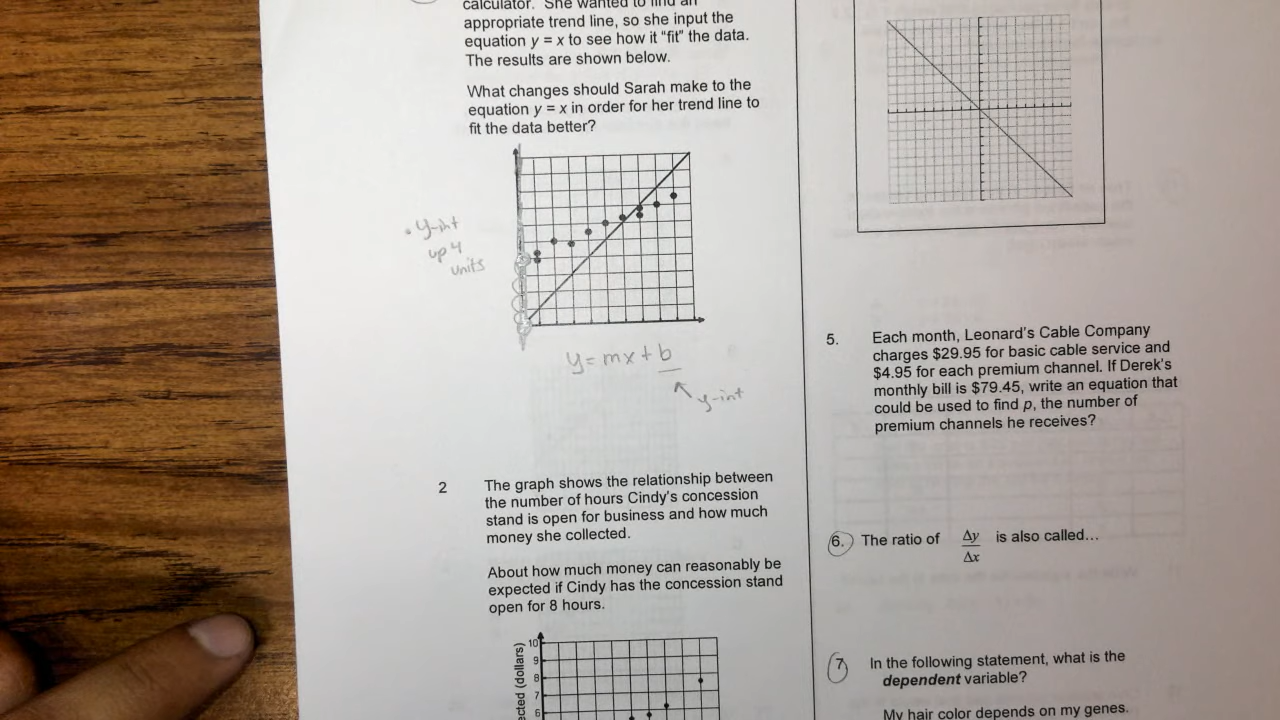 calculator. She wanted to find an
appropriate trend line, so she input the
equation y = x to see how it "fit" the data.
The results are shown below.
What changes should Sarah make to the
equation y = x in order for her trend line to
fit the data better?
• y-int
up 4
units
y = mx + b
y-int
2 The graph shows the relationship between
the number of hours Cindy's concession
stand is open for business and how much
money she collected.
About how much money can reasonably be
expected if Cindy has the concession stand
open for 8 hours.
ected (dollars)
10
9
8
7
6
5. Each month, Leonard's Cable Company
charges $29.95 for basic cable service and
$4.95 for each premium channel. If Derek's
monthly bill is $79.45, write an equation that
could be used to find p, the number of
premium channels he receives?
6. The ratio of Δy/Δx is also called...
7 In the following statement, what is the
dependent variable?
My hair color depends on my genes.